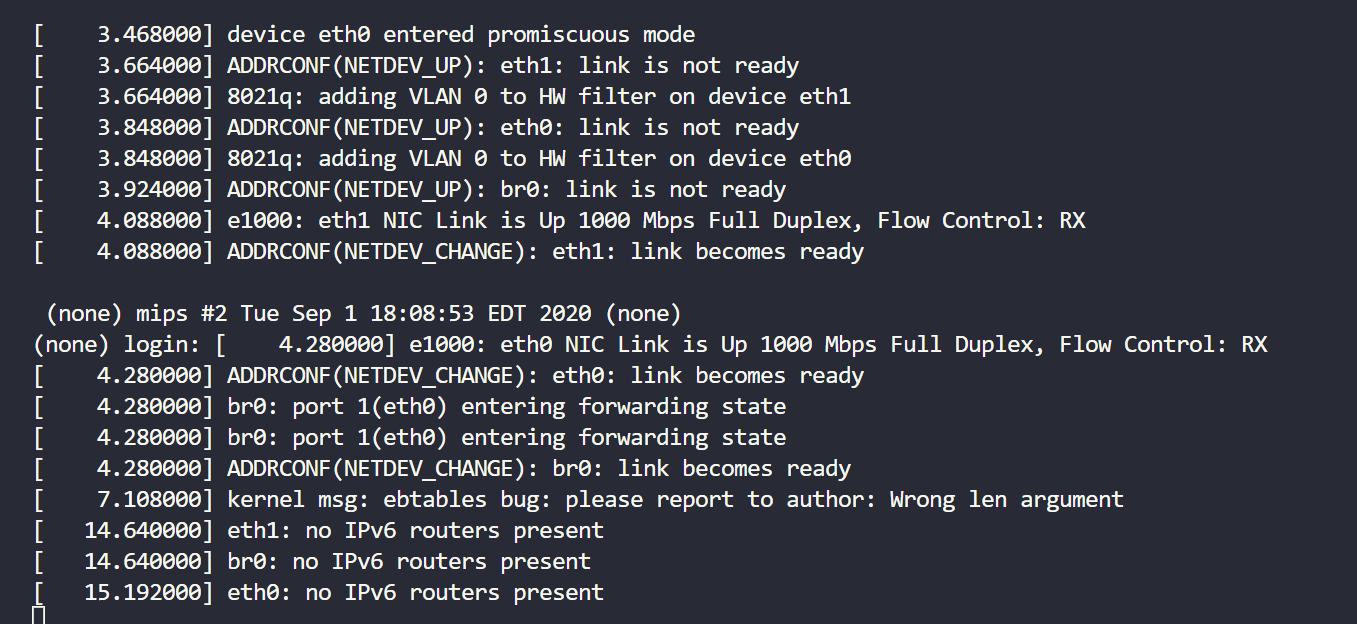 [    3.468000] device eth0 entered promiscuous mode
[    3.664000] ADDRCONF(NETDEV_UP): eth1: link is not ready
[    3.664000] 8021q: adding VLAN 0 to HW filter on device eth1
[    3.848000] ADDRCONF(NETDEV_UP): eth0: link is not ready
[    3.848000] 8021q: adding VLAN 0 to HW filter on device eth0
[    3.924000] ADDRCONF(NETDEV_UP): br0: link is not ready
[    4.088000] e1000: eth1 NIC Link is Up 1000 Mbps Full Duplex, Flow Control: RX
[    4.088000] ADDRCONF(NETDEV_CHANGE): eth1: link becomes ready
 (none) mips #2 Tue Sep 1 18:08:53 EDT 2020 (none)
(none) login: [    4.280000] e1000: eth0 NIC Link is Up 1000 Mbps Full Duplex, Flow Control: RX
[    4.280000] ADDRCONF(NETDEV_CHANGE): eth0: link becomes ready
[    4.280000] br0: port 1(eth0) entering forwarding state
[    4.280000] br0: port 1(eth0) entering forwarding state
[    4.280000] ADDRCONF(NETDEV_CHANGE): br0: link becomes ready
[    7.108000] kernel msg: ebtables bug: please report to author: Wrong len argument
[   14.640000] eth1: no IPv6 routers present
[   14.640000] br0: no IPv6 routers present
[   15.192000] eth0: no IPv6 routers present